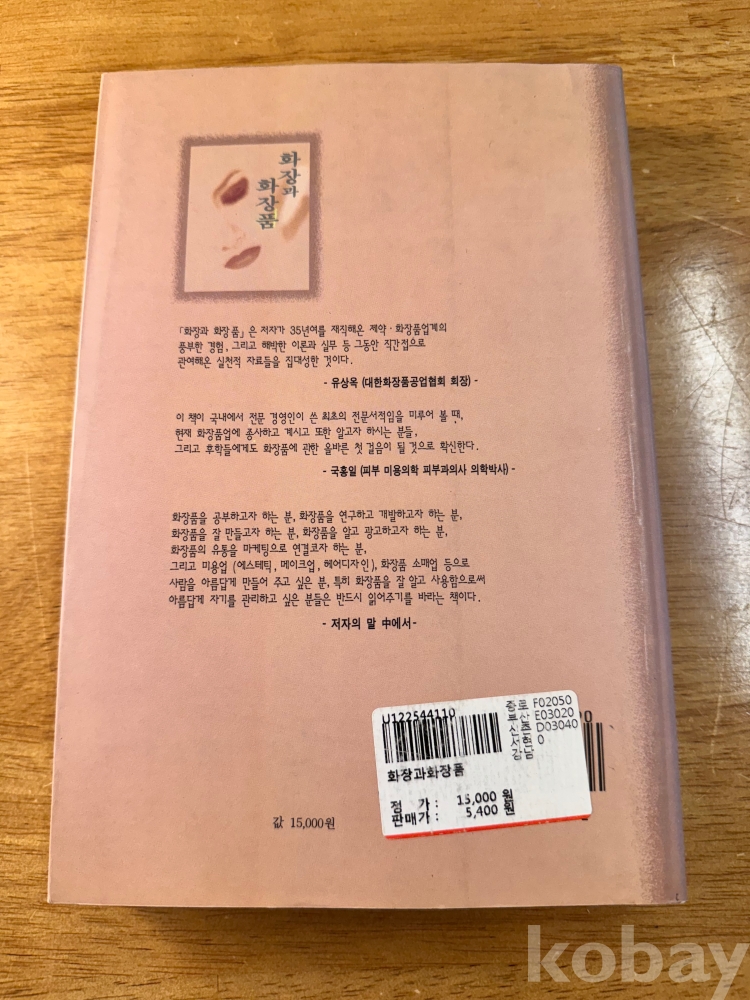 화장과
화장품
「화장과 화장품」은 저자가 35년여를 재직해온 제약·화장품업계의
풍부한 경험, 그리고 해박한 이론과 실무 등 그동안 직간접으로
관여해온 실천적 자료들을 집대성한 것이다.
- 유상옥 (대한화장품공업협회 회장) -
이 책이 국내에서 전문 경영인이 쓴 최초의 전문서적임을 미루어 볼 때,
현재 화장품업에 종사하고 계시고 또한 알고자 하시는 분들,
그리고 후학들에게도 화장품에 관한 올바른 첫 걸음이 될 것으로 확신한다.
- 국홍일 (피부 미용의학 피부과의사 의학박사) -
화장품을 공부하고자 하는 분, 화장품을 연구하고 개발하고자 하는 분,
화장품을 잘 만들고자 하는 분, 화장품을 알고 광고하고자 하는 분,
화장품의 유통을 마케팅으로 연결코자 하는 분,
그리고 미용업 (에스테틱, 메이크업, 헤어디자인), 화장품 소매업 등으로
사람을 아름답게 만들어 주고 싶은 분, 특히 화장품을 잘 알고 사용함으로써
아름답게 자기를 관리하고 싶은 분들은 반드시 읽어주기를 바라는 책이다.
- 저자의 말 中에서 -
U122544110
종로 F02050
부산 E03020
신촌 D03040
서현 0
강남
화장과화장품
정 가 : 15,000 원
판매가 : 5,400 원
값 15,000원
kobay